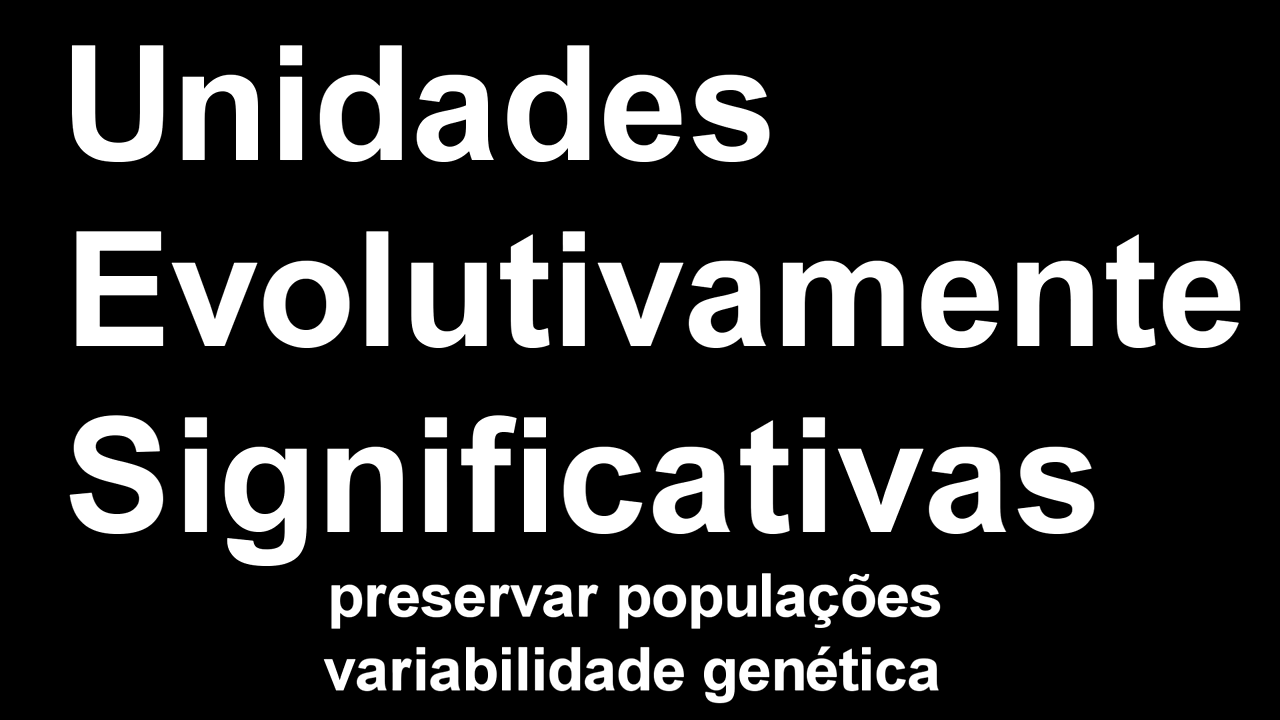 Unidades
Evolutivamente
Significativas
preservar populações
variabilidade genética